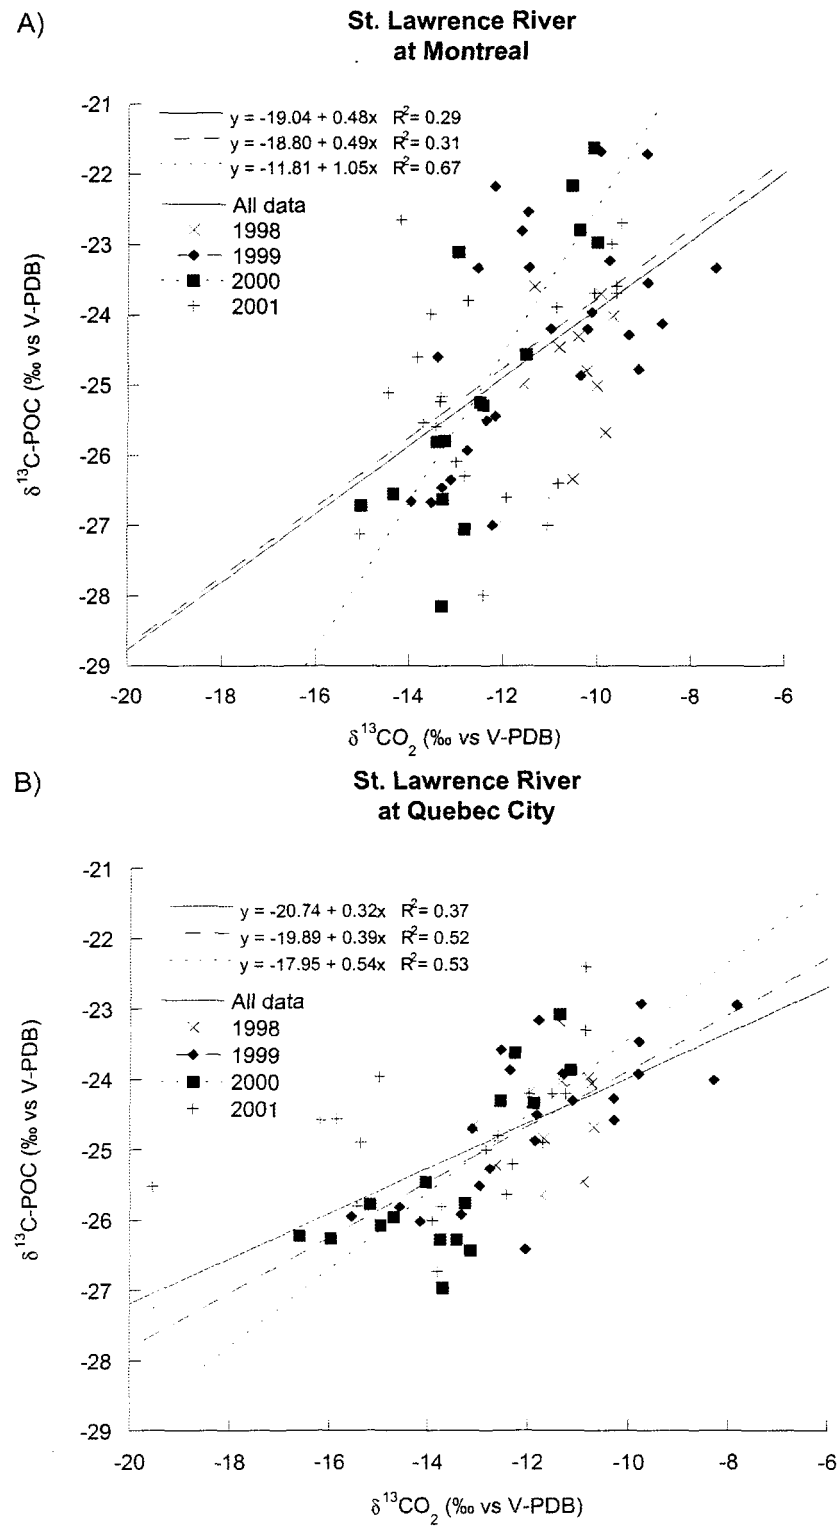 A)
St. Lawrence River
at Montreal
y = -19.04 + 0.48x R²= 0.29
y = -18.80 + 0.49x R²= 0.31
y = -11.81 + 1.05x R²= 0.67
All data
1998
1999
2000
2001
-21
-22
-23
-24
-25
-26
-27
-28
-29
δ¹³C-POC (‰ vs V-PDB)
-20 -16 -14 -12 -10 -8 -6
δ¹³CO₂ (‰ vs V-PDB)
B)
St. Lawrence River
at Quebec City
y = -20.74 + 0.32x R²= 0.37
y = -19.89 + 0.39x R²= 0.52
y = -17.95 + 0.54x R²= 0.53
All data
1998
1999
2000
2001
-21
-22
-23
-24
-25
-26
-27
-28
-29
δ¹³C-POC (‰ vs V-PDB)
-20 -18 -16 -14 -12 -10 -8 -6
δ¹³CO₂ (‰ vs V-PDB)